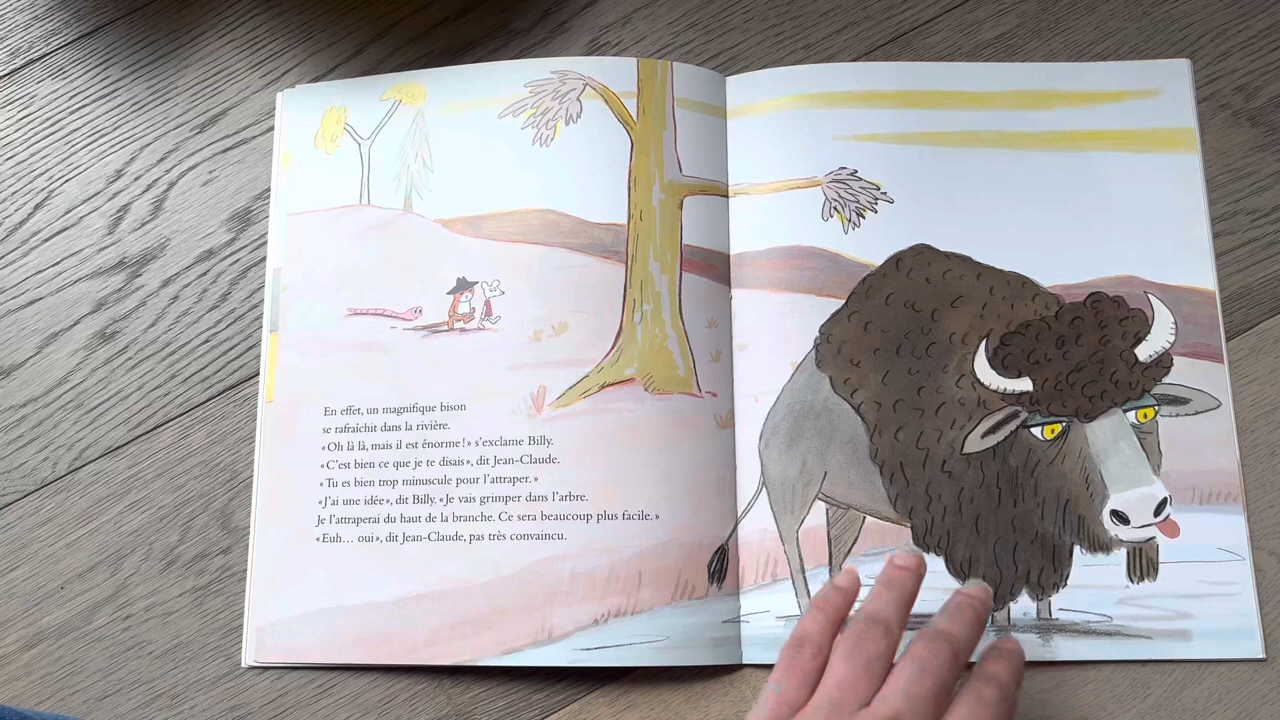 En effet, un magnifique bison
se rafraîchit dans la rivière.
« Oh là là, mais il est énorme ! » s'exclame Billy.
« C'est bien ce que je te disais », dit Jean-Claude.
« Tu es bien trop minuscule pour l'attraper. »
« J'ai une idée », dit Billy. « Je vais grimper dans l'arbre.
Je l'attraperai du haut de la branche. Ce sera beaucoup plus facile. »
« Euh… oui », dit Jean-Claude, pas très convaincu.